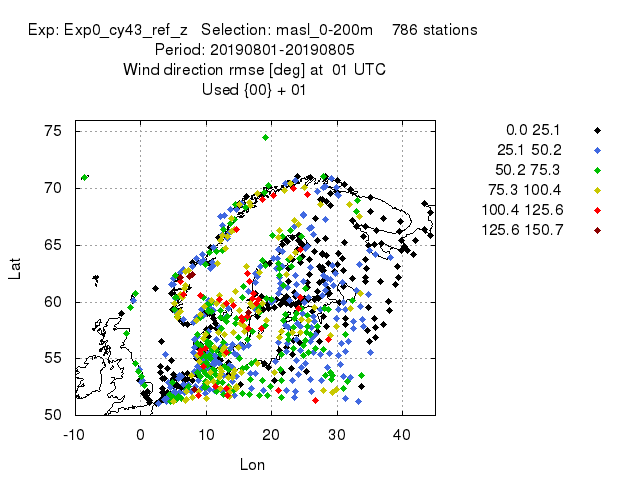 Exp: Exp0_cy43_ref_z   Selection: masl_0-200m    786 stations
Period: 20190801-20190805
Wind direction rmse [deg] at  01 UTC
Used {00} + 01
0.0 25.1
25.1 50.2
50.2 75.3
75.3 100.4
100.4 125.6
125.6 150.7
75
70
65
60
55
50
Lat
-10 0 10 20 30 40
Lon